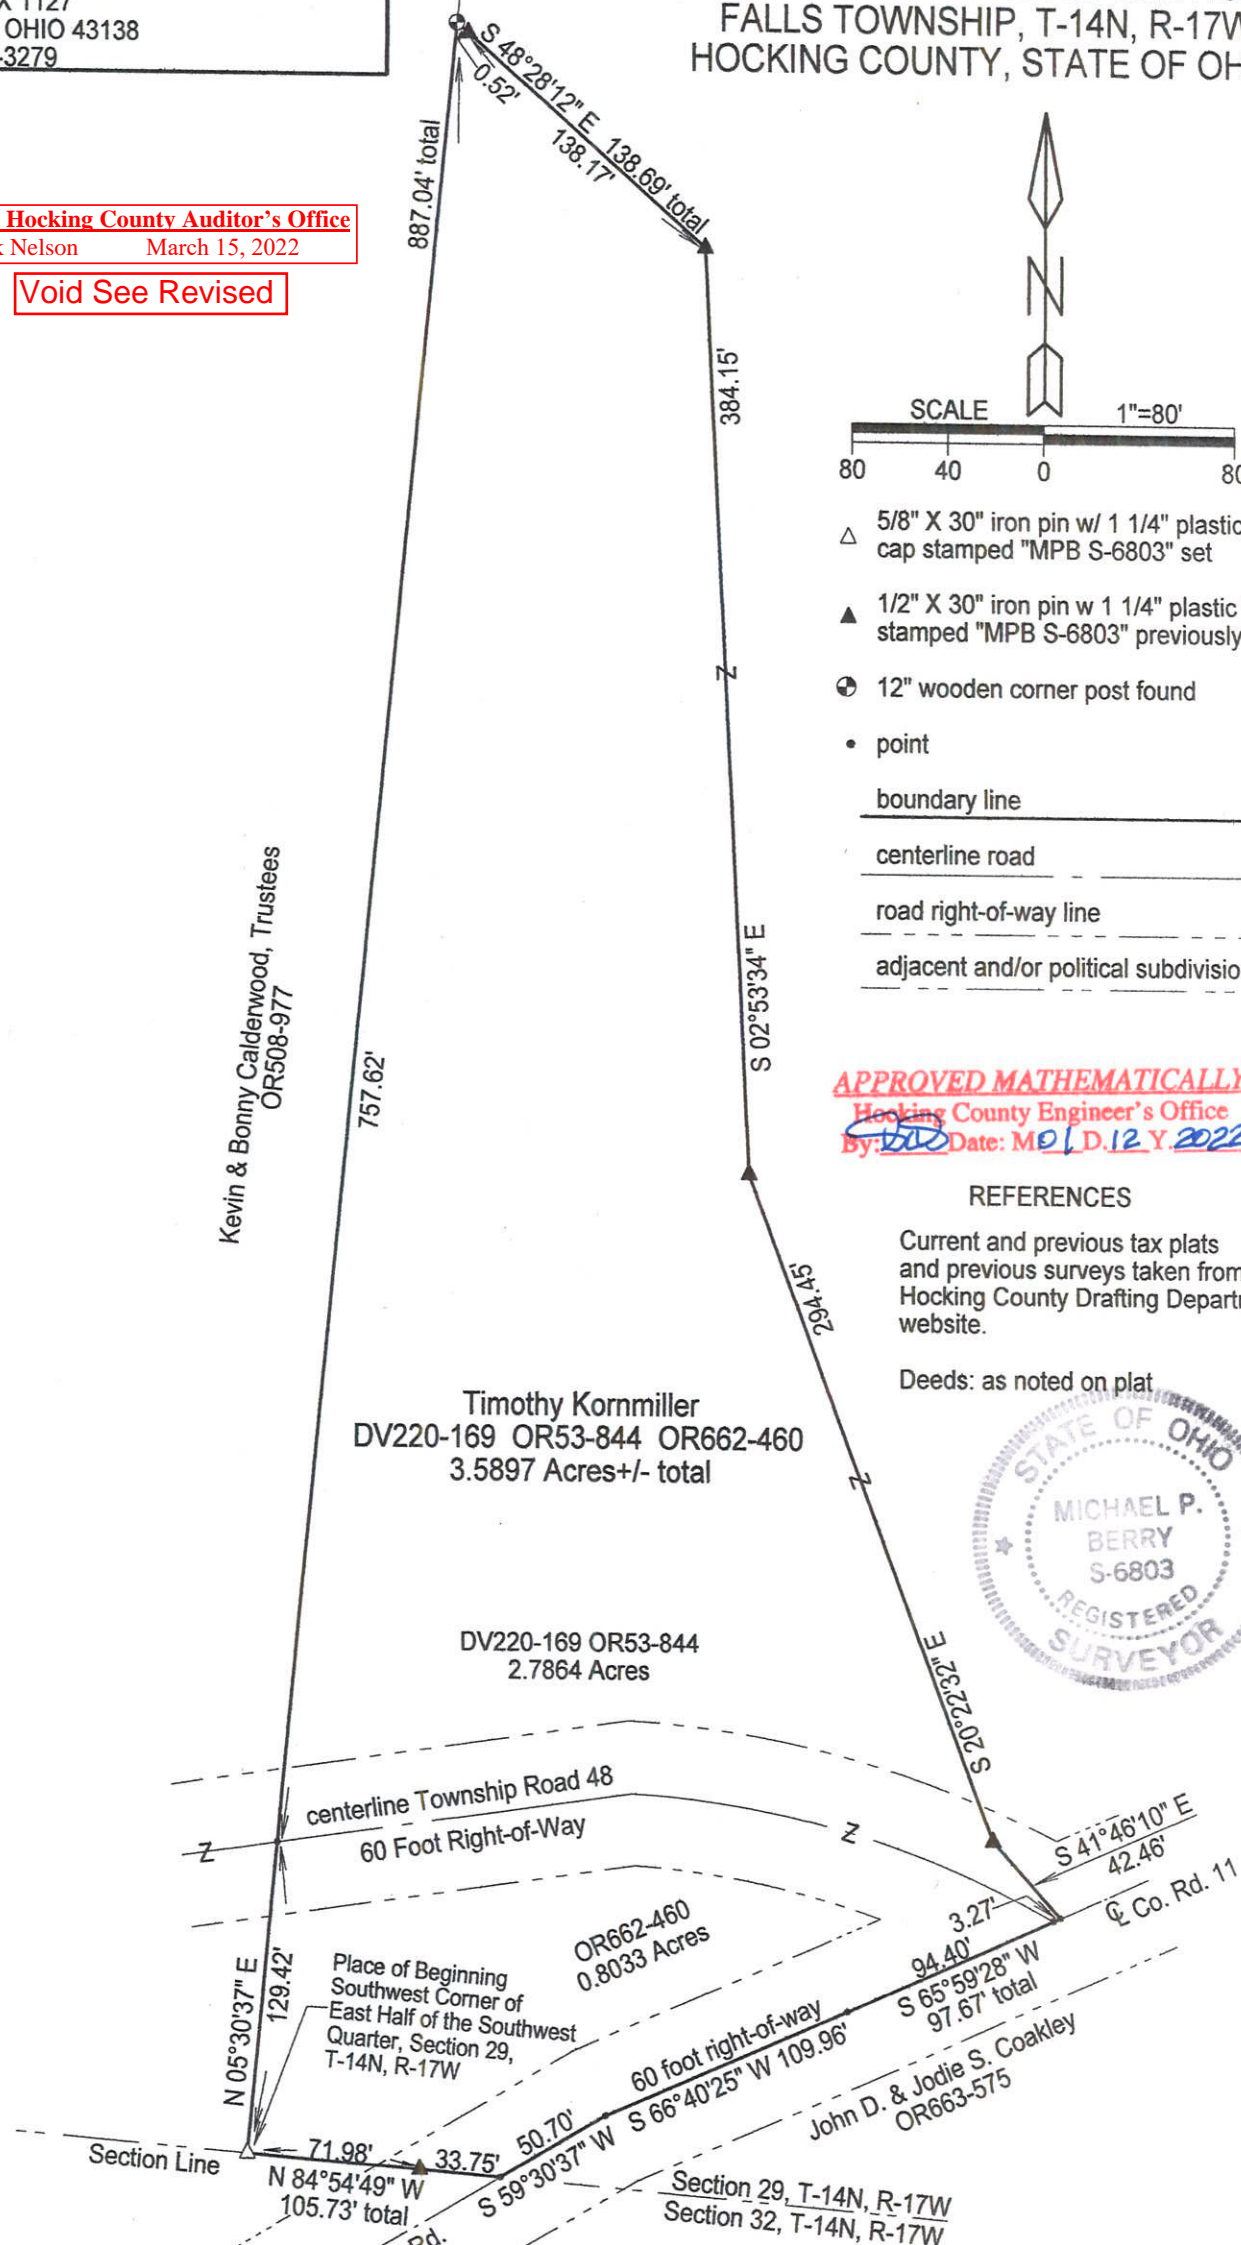 OHIO 43138
-3279
FALLS TOWNSHIP, T-14N, R-17W
HOCKING COUNTY, STATE OF OH
Hocking County Auditor's Office
Nelson March 15, 2022
Void See Revised
S 48°28'12" E 138.69' total
0.52'
138.17'
887.04' total
384.15'
N
SCALE 1"=80'
80 40 0 80
5/8" X 30" iron pin w/ 1 1/4" plastic
cap stamped "MPB S-6803" set
1/2" X 30" iron pin w 1 1/4" plastic
stamped "MPB S-6803" previously
12" wooden corner post found
point
boundary line
centerline road
road right-of-way line
adjacent and/or political subdivisio
Z
S 02°53'34" E
Kevin & Bonny Calderwood, Trustees
OR508-977
757.62'
APPROVED MATHEMATICALLY
Hocking County Engineer's Office
By: Date: M 01 D. 12 Y. 2022
REFERENCES
Current and previous tax plats
and previous surveys taken from
Hocking County Drafting Departm
website.
Deeds: as noted on plat
STATE OF OHIO
MICHAEL P.
BERRY
S-6803
REGISTERED
SURVEYOR
294.45'
Z
Timothy Kornmiller
DV220-169 OR53-844 OR662-460
3.5897 Acres+/- total
DV220-169 OR53-844
2.7864 Acres
S 20°22'32" E
centerline Township Road 48
60 Foot Right-of-Way
Z
Z
S 41°46'10" E
42.46'
℄ Co. Rd. 11
3.27'
94.40'
S 65°59'28" W
97.67' total
OR662-460
0.8033 Acres
N 05°30'37" E
129.42'
Place of Beginning
Southwest Corner of
East Half of the Southwest
Quarter, Section 29,
T-14N, R-17W
60 foot right-of-way
S 66°40'25" W 109.96'
John D. & Jodie S. Coakley
OR663-575
50.70'
S 59°30'37" W
Section Line
71.98'
33.75'
N 84°54'49" W
105.73' total
Section 29, T-14N, R-17W
Section 32, T-14N, R-17W
Rd.